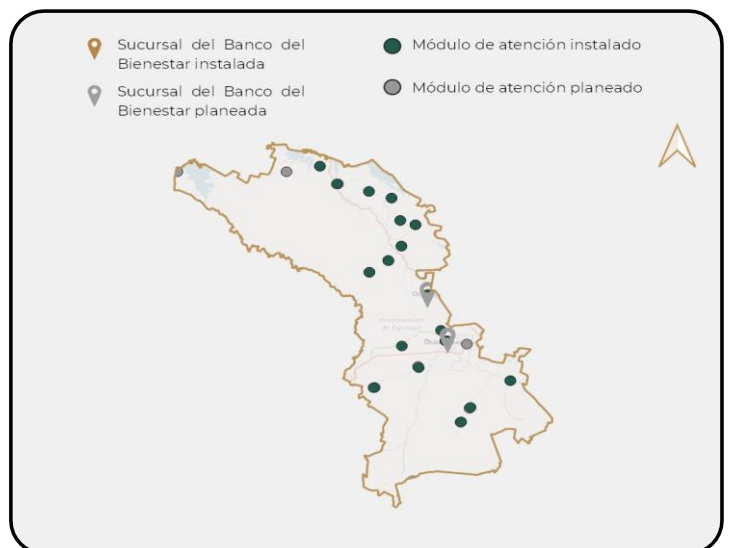 Sucursal del Banco del
Bienestar instalada
Sucursal del Banco del
Bienestar planeada
Módulo de atención instalado
Módulo de atención planeado